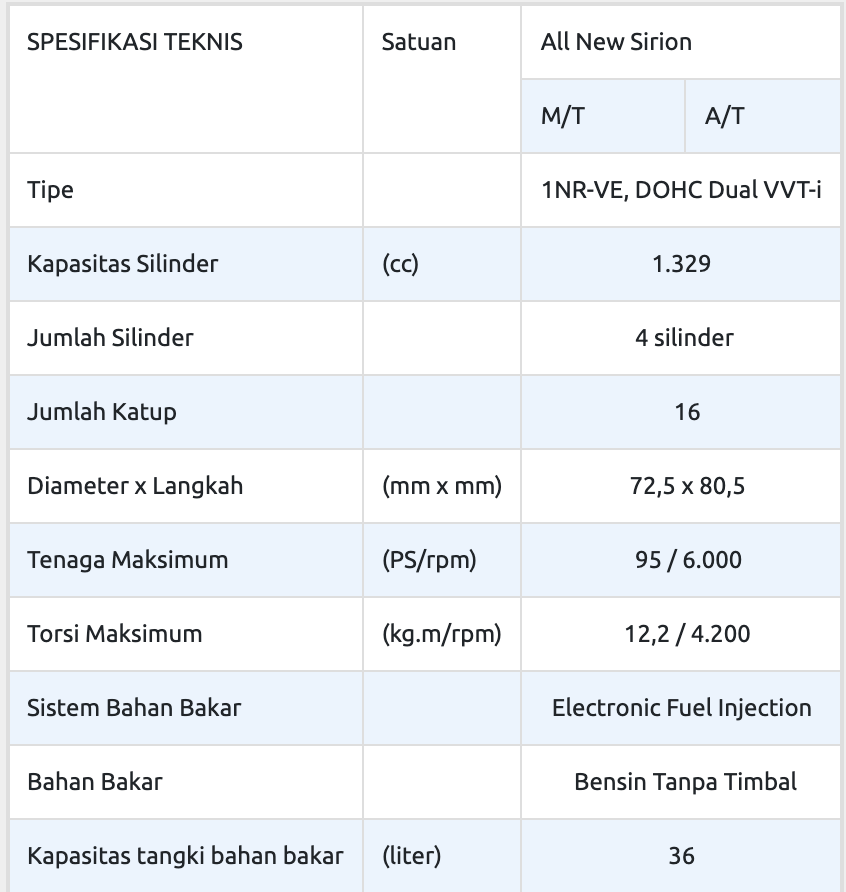 SPESIFIKASI TEKNIS Satuan All New Sirion
M/T A/T
Tipe 1NR-VE, DOHC Dual VVT-i
Kapasitas Silinder (cc) 1.329
Jumlah Silinder 4 silinder
Jumlah Katup 16
Diameter x Langkah (mm x mm) 72,5 x 80,5
Tenaga Maksimum (PS/rpm) 95 / 6.000
Torsi Maksimum (kg.m/rpm) 12,2 / 4.200
Sistem Bahan Bakar Electronic Fuel Injection
Bahan Bakar Bensin Tanpa Timbal
Kapasitas tangki bahan bakar (liter) 36